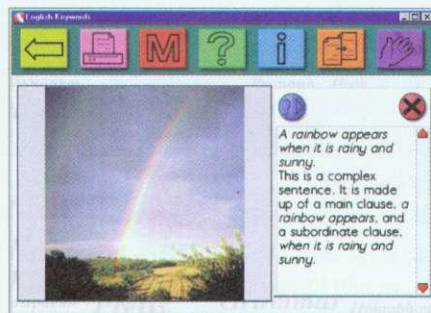 English Keywords
M
?
i
A rainbow appears
when it is rainy and
sunny.
This is a complex
sentence. It is made
up of a main clause, a
rainbow appears, and
a subordinate clause,
when it is rainy and
sunny.